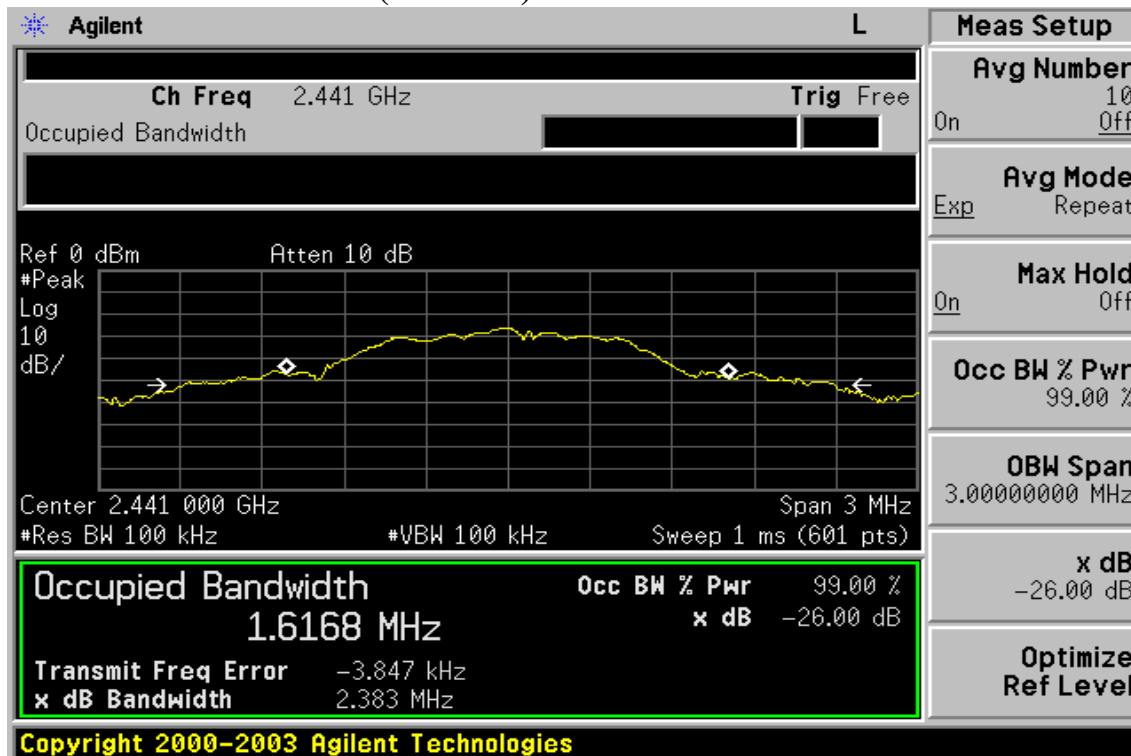 Agilent L Meas Setup
Ch Freq 2.441 GHz Trig Free
Occupied Bandwidth
Ref 0 dBm Atten 10 dB
#Peak
Log
10
dB/
Center 2.441 000 GHz Span 3 MHz
#Res BW 100 kHz #VBW 100 kHz Sweep 1 ms (601 pts)
Occupied Bandwidth Occ BW % Pwr 99.00 %
1.6168 MHz x dB -26.00 dB
Transmit Freq Error -3.847 kHz
x dB Bandwidth 2.383 MHz
Avg Number
10
On Off
Avg Mode
Exp Repeat
Max Hold
On Off
Occ BW % Pwr
99.00 %
OBW Span
3.00000000 MHz
x dB
-26.00 dB
Optimize
Ref Level
Copyright 2000-2003 Agilent Technologies